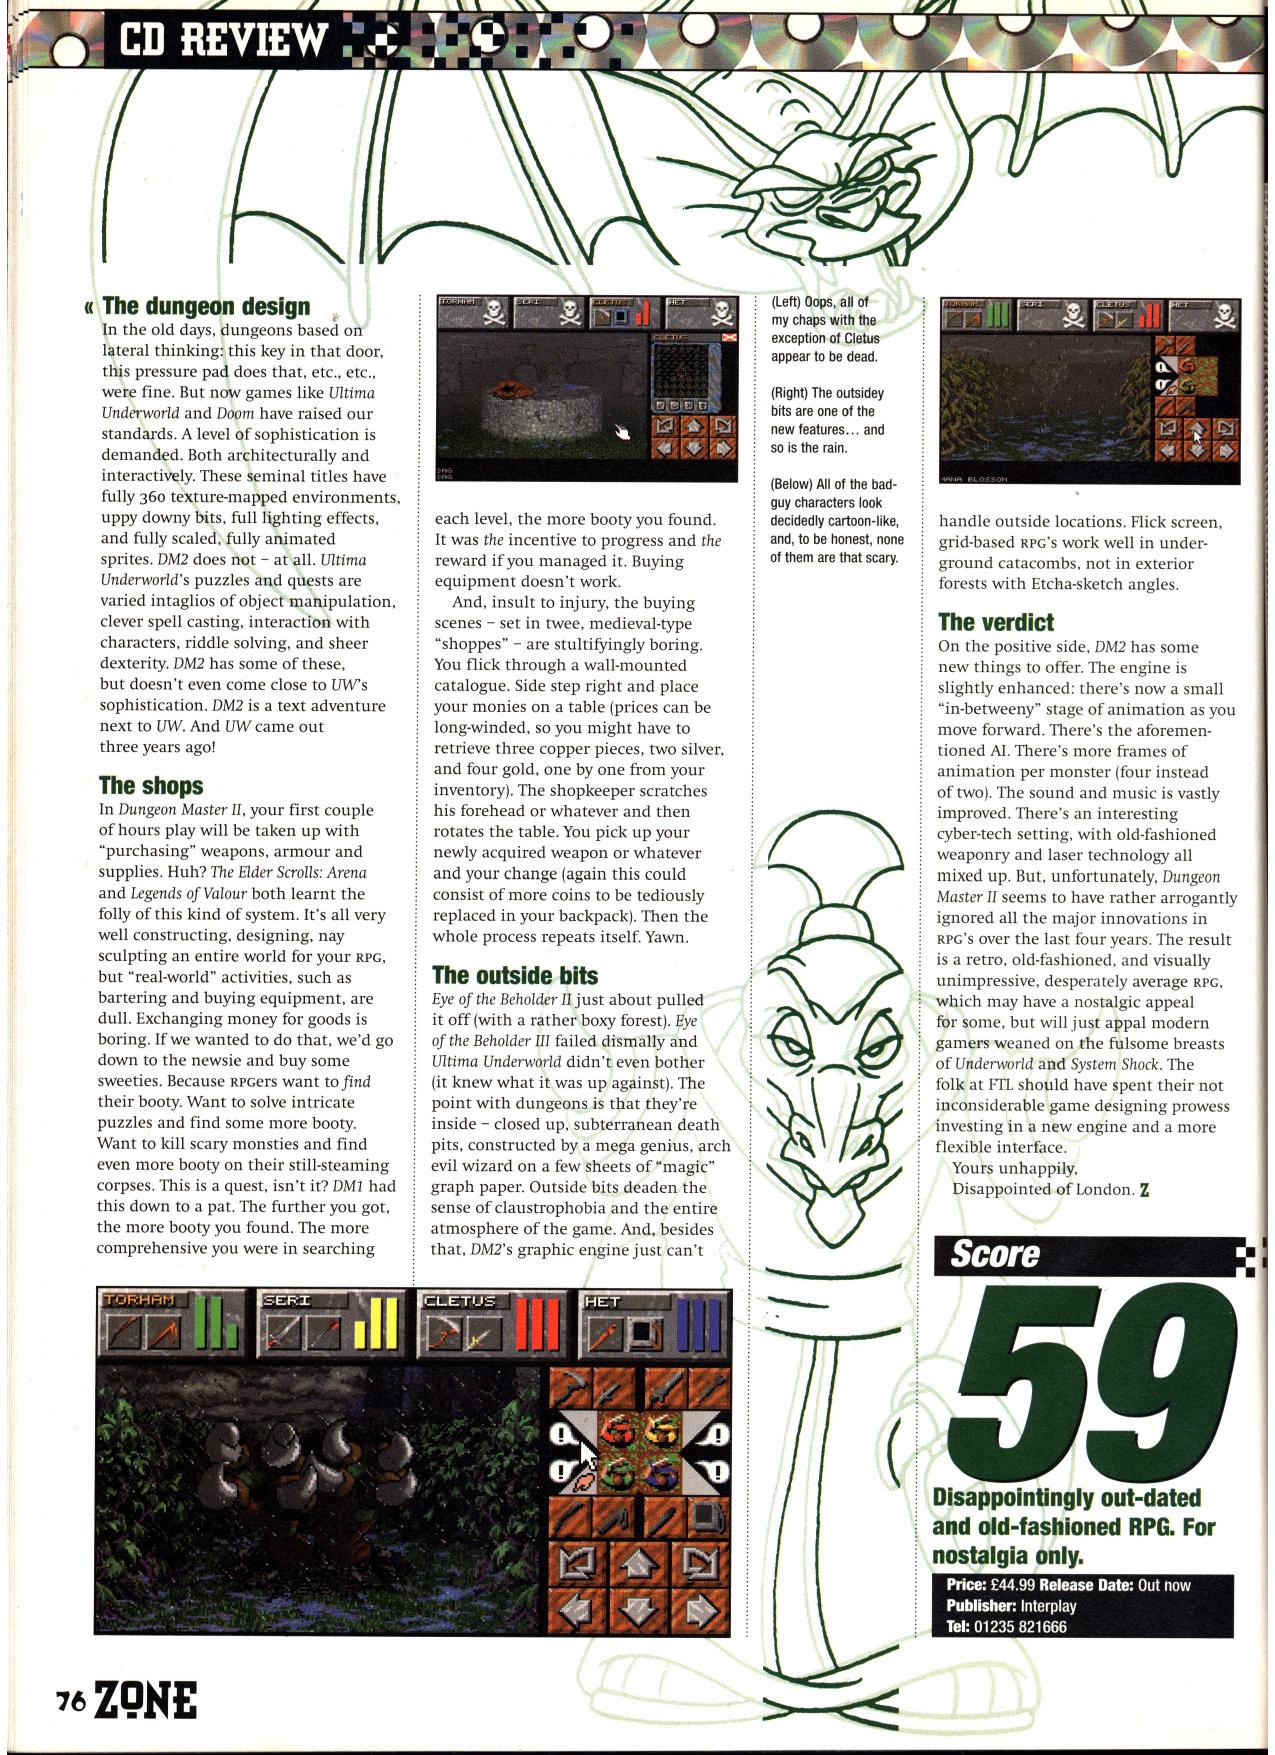 CD REVIEW
« The dungeon design
In the old days, dungeons based on
lateral thinking: this key in that door,
this pressure pad does that, etc., etc.,
were fine. But now games like Ultima
Underworld and Doom have raised our
standards. A level of sophistication is
demanded. Both architecturally and
interactively. These seminal titles have
fully 360 texture-mapped environments,
uppy downy bits, full lighting effects,
and fully scaled, fully animated
sprites. DM2 does not – at all. Ultima
Underworld's puzzles and quests are
varied intaglios of object manipulation,
clever spell casting, interaction with
characters, riddle solving, and sheer
dexterity. DM2 has some of these,
but doesn't even come close to UW's
sophistication. DM2 is a text adventure
next to UW. And UW came out
three years ago!
The shops
In Dungeon Master II, your first couple
of hours play will be taken up with
"purchasing" weapons, armour and
supplies. Huh? The Elder Scrolls: Arena
and Legends of Valour both learnt the
folly of this kind of system. It's all very
well constructing, designing, nay
sculpting an entire world for your RPG,
but "real-world" activities, such as
bartering and buying equipment, are
dull. Exchanging money for goods is
boring. If we wanted to do that, we'd go
down to the newsie and buy some
sweeties. Because RPGers want to find
their booty. Want to solve intricate
puzzles and find some more booty.
Want to kill scary monsties and find
even more booty on their still-steaming
corpses. This is a quest, isn't it? DM1 had
this down to a pat. The further you got,
the more booty you found. The more
comprehensive you were in searching
TORHAM SERI CLETUS HET
CLETUS
each level, the more booty you found.
It was the incentive to progress and the
reward if you managed it. Buying
equipment doesn't work.
And, insult to injury, the buying
scenes – set in twee, medieval-type
"shoppes" – are stultifyingly boring.
You flick through a wall-mounted
catalogue. Side step right and place
your monies on a table (prices can be
long-winded, so you might have to
retrieve three copper pieces, two silver,
and four gold, one by one from your
inventory). The shopkeeper scratches
his forehead or whatever and then
rotates the table. You pick up your
newly acquired weapon or whatever
and your change (again this could
consist of more coins to be tediously
replaced in your backpack). Then the
whole process repeats itself. Yawn.
The outside bits
Eye of the Beholder II just about pulled
it off (with a rather boxy forest). Eye
of the Beholder III failed dismally and
Ultima Underworld didn't even bother
(it knew what it was up against). The
point with dungeons is that they're
inside – closed up, subterranean death
pits, constructed by a mega genius, arch
evil wizard on a few sheets of "magic"
graph paper. Outside bits deaden the
sense of claustrophobia and the entire
atmosphere of the game. And, besides
that, DM2's graphic engine just can't
(Left) Oops, all of
my chaps with the
exception of Cletus
appear to be dead.
(Right) The outsidey
bits are one of the
new features... and
so is the rain.
(Below) All of the bad-
guy characters look
decidedly cartoon-like,
and, to be honest, none
of them are that scary.
TORHAM SERI CLETUS HET
MANA BLOSSOM
handle outside locations. Flick screen,
grid-based RPG's work well in under-
ground catacombs, not in exterior
forests with Etcha-sketch angles.
The verdict
On the positive side, DM2 has some
new things to offer. The engine is
slightly enhanced: there's now a small
"in-betweeny" stage of animation as you
move forward. There's the aforemen-
tioned AI. There's more frames of
animation per monster (four instead
of two). The sound and music is vastly
improved. There's an interesting
cyber-tech setting, with old-fashioned
weaponry and laser technology all
mixed up. But, unfortunately, Dungeon
Master II seems to have rather arrogantly
ignored all the major innovations in
RPG's over the last four years. The result
is a retro, old-fashioned, and visually
unimpressive, desperately average RPG,
which may have a nostalgic appeal
for some, but will just appal modern
gamers weaned on the fulsome breasts
of Underworld and System Shock. The
folk at FTL should have spent their not
inconsiderable game designing prowess
investing in a new engine and a more
flexible interface.
Yours unhappily,
Disappointed of London. Z
TORHAM SERI CLETUS HET
! !
! !
Score
59
Disappointingly out-dated
and old-fashioned RPG. For
nostalgia only.
Price: £44.99 Release Date: Out now
Publisher: Interplay
Tel: 01235 821666
76 ZONE